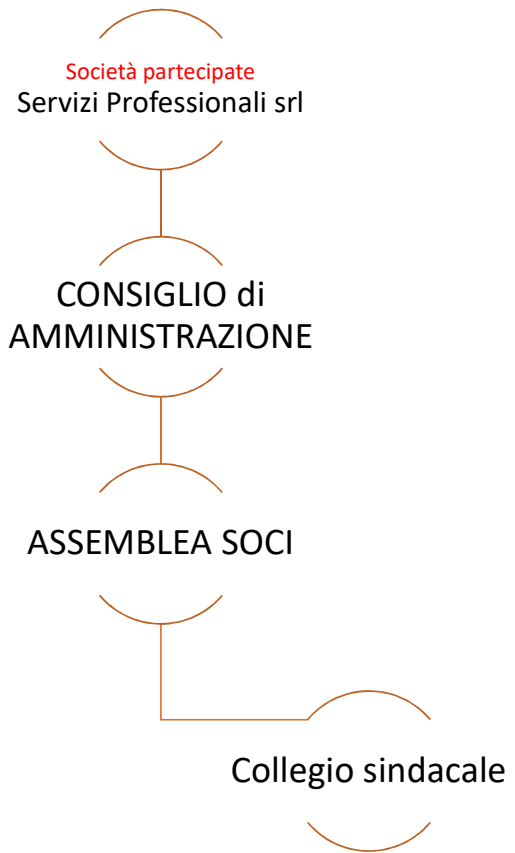 Società partecipate
Servizi Professionali srl
CONSIGLIO di
AMMINISTRAZIONE
ASSEMBLEA SOCI
Collegio sindacale